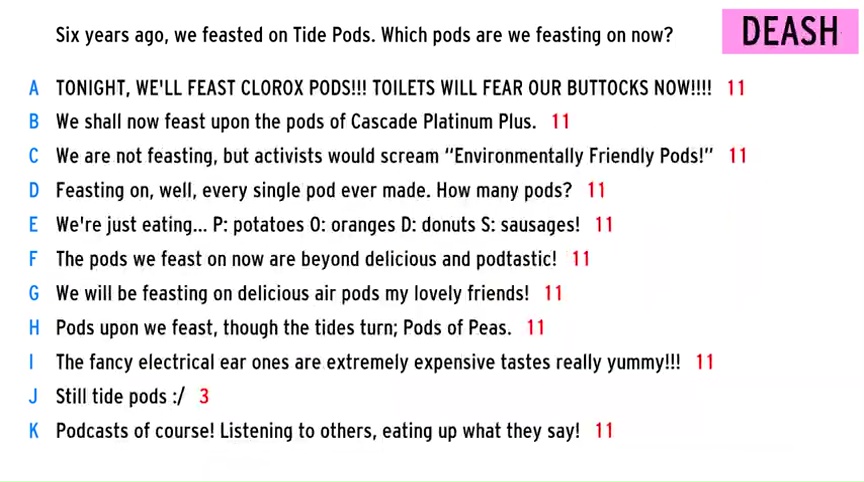 Six years ago, we feasted on Tide Pods. Which pods are we feasting on now?
DEASH
A TONIGHT, WE'LL FEAST CLOROX PODS!!! TOILETS WILL FEAR OUR BUTTOCKS NOW!!!! 11
B We shall now feast upon the pods of Cascade Platinum Plus. 11
C We are not feasting, but activists would scream “Environmentally Friendly Pods!” 11
D Feasting on, well, every single pod ever made. How many pods? 11
E We're just eating... P: potatoes O: oranges D: donuts S: sausages! 11
F The pods we feast on now are beyond delicious and podtastic! 11
G We will be feasting on delicious air pods my lovely friends! 11
H Pods upon we feast, though the tides turn; Pods of Peas. 11
I The fancy electrical ear ones are extremely expensive tastes really yummy!!! 11
J Still tide pods :/ 3
K Podcasts of course! Listening to others, eating up what they say! 11